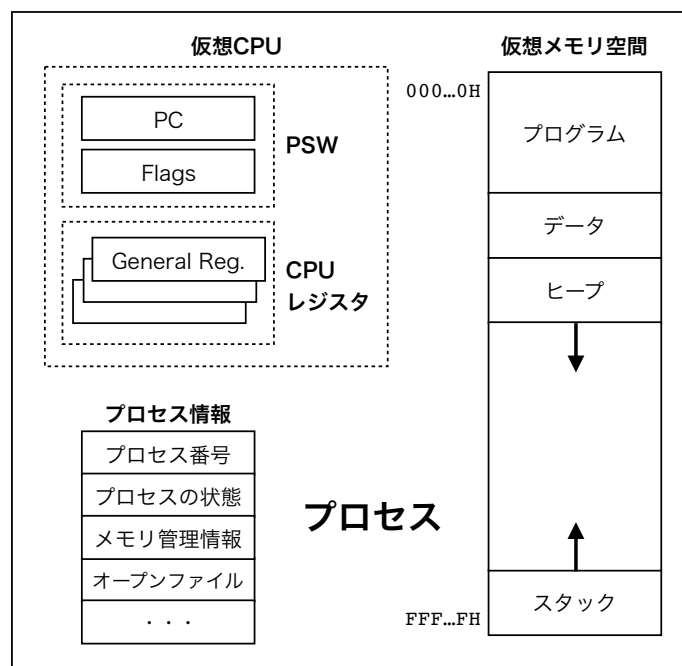 仮想CPU
PC
Flags
PSW
General Reg.
CPU
レジスタ
プロセス情報
プロセス番号
プロセスの状態
メモリ管理情報
オープンファイル
・・・
プロセス
仮想メモリ空間
000…0H
プログラム
データ
ヒープ
スタック
FFF…FH